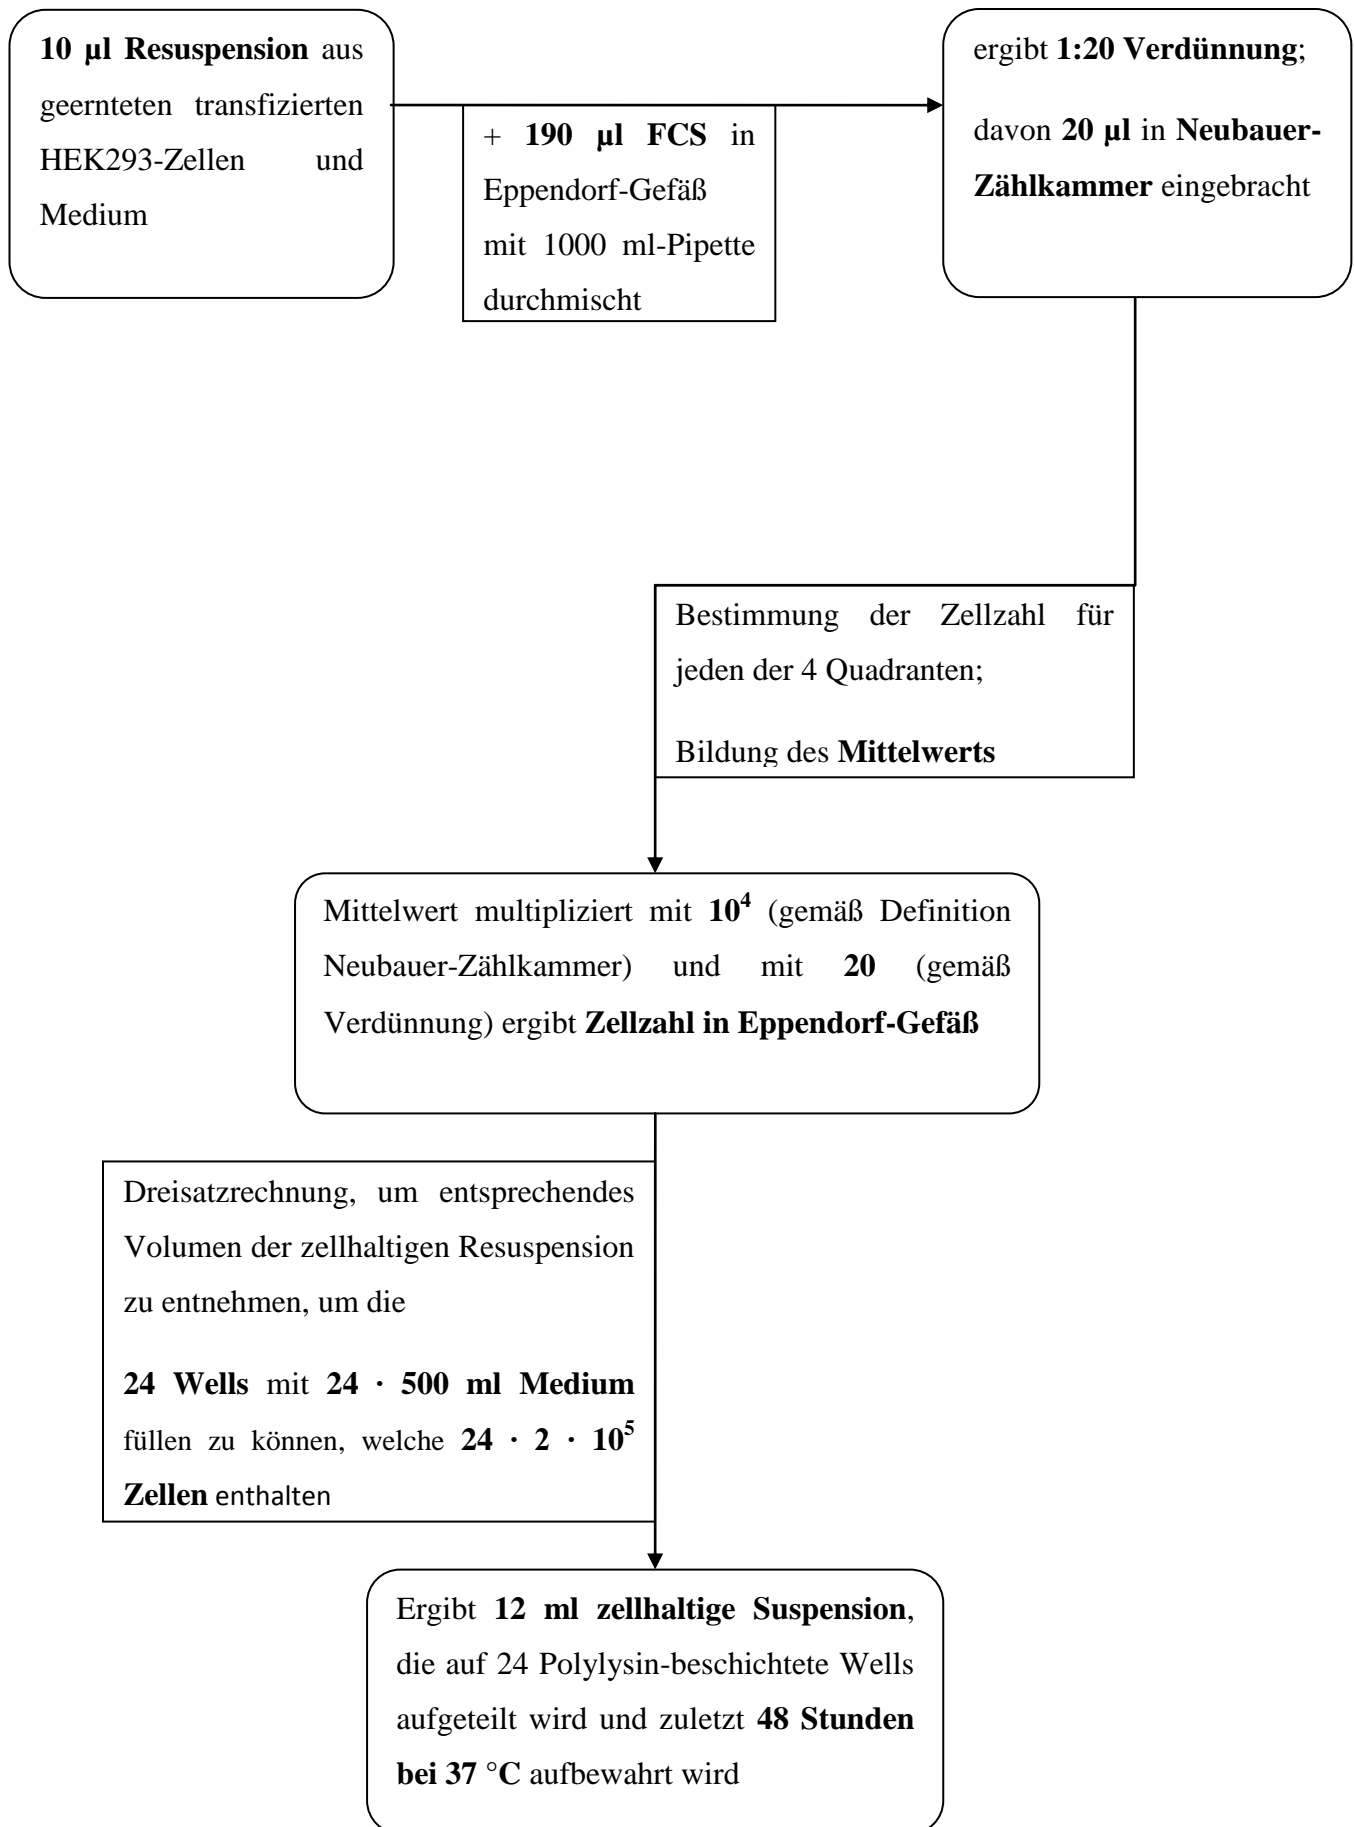 10 µl Resuspension aus
geernteten transfizierten
HEK293-Zellen und
Medium
+ 190 µl FCS in
Eppendorf-Gefäß
mit 1000 ml-Pipette
durchmischt
ergibt 1:20 Verdünnung;
davon 20 µl in Neubauer-
Zählkammer eingebracht
Bestimmung der Zellzahl für
jeden der 4 Quadranten;
Bildung des Mittelwerts
Mittelwert multipliziert mit 10⁴ (gemäß Definition
Neubauer-Zählkammer) und mit 20 (gemäß
Verdünnung) ergibt Zellzahl in Eppendorf-Gefäß
Dreisatzrechnung, um entsprechendes
Volumen der zellhaltigen Resuspension
zu entnehmen, um die
24 Wells mit 24 · 500 ml Medium
füllen zu können, welche 24 · 2 · 10⁵
Zellen enthalten
Ergibt 12 ml zellhaltige Suspension,
die auf 24 Polylysin-beschichtete Wells
aufgeteilt wird und zuletzt 48 Stunden
bei 37 °C aufbewahrt wird